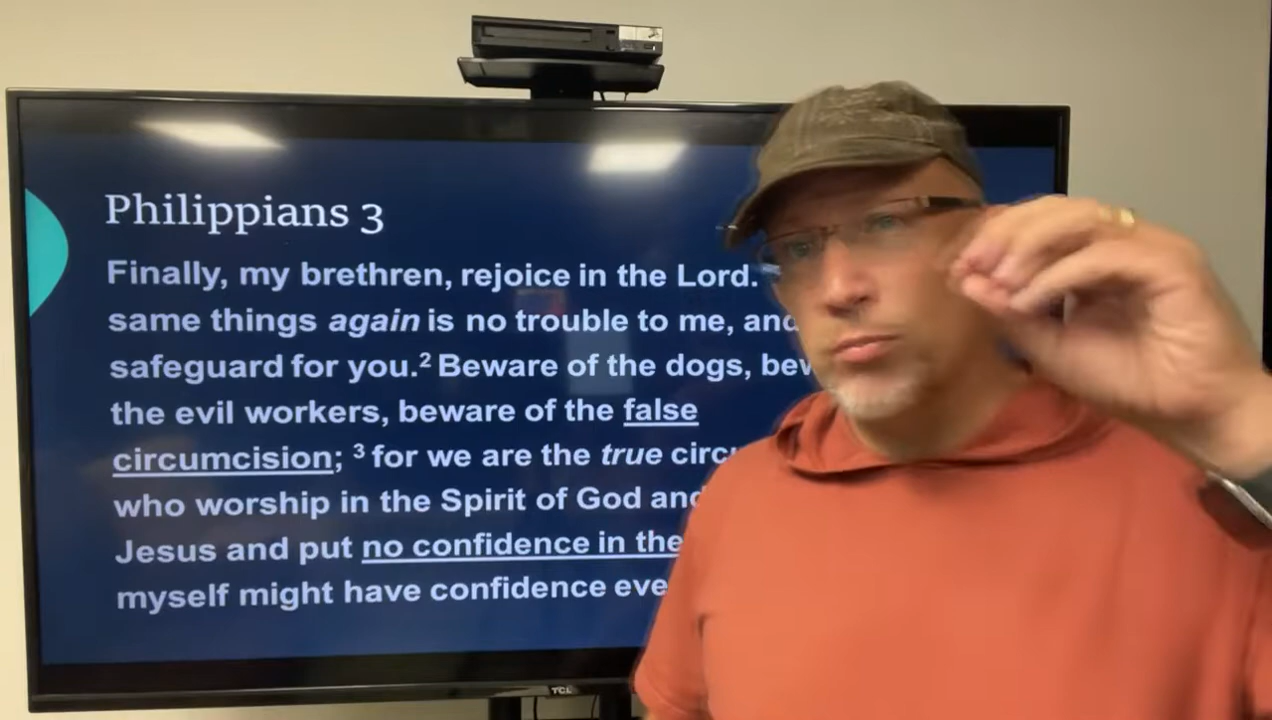 Philippians 3
Finally, my brethren, rejoice in the Lord.
same things again is no trouble to me, and
safeguard for you.² Beware of the dogs,
the evil workers, beware of the false
circumcision; ³ for we are the true
who worship in the Spirit of God and
Jesus and put no confidence in the
myself might have confidence
TCL